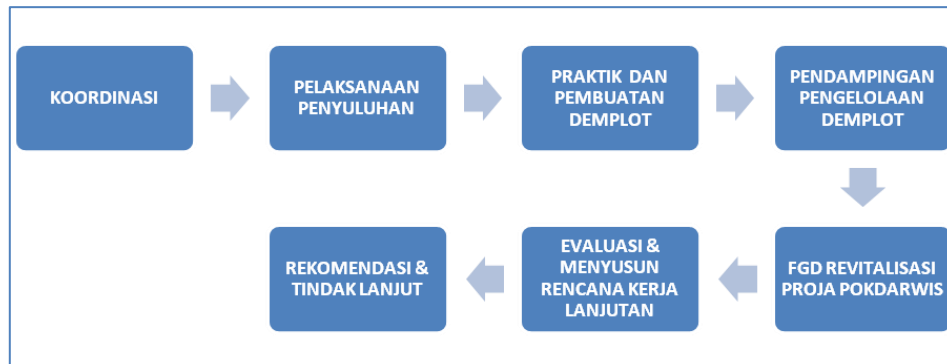 KOORDINASI
PELAKSANAAN
PENYULUHAN
PRAKTIK DAN
PEMBUATAN
DEMPLOT
PENDAMPINGAN
PENGELOLAAN
DEMPLOT
FGD REVITALISASI
PROJA POKDARWIS
EVALUASI &
MENYUSUN
RENCANA KERJA
LANJUTAN
REKOMENDASI &
TINDAK LANJUT